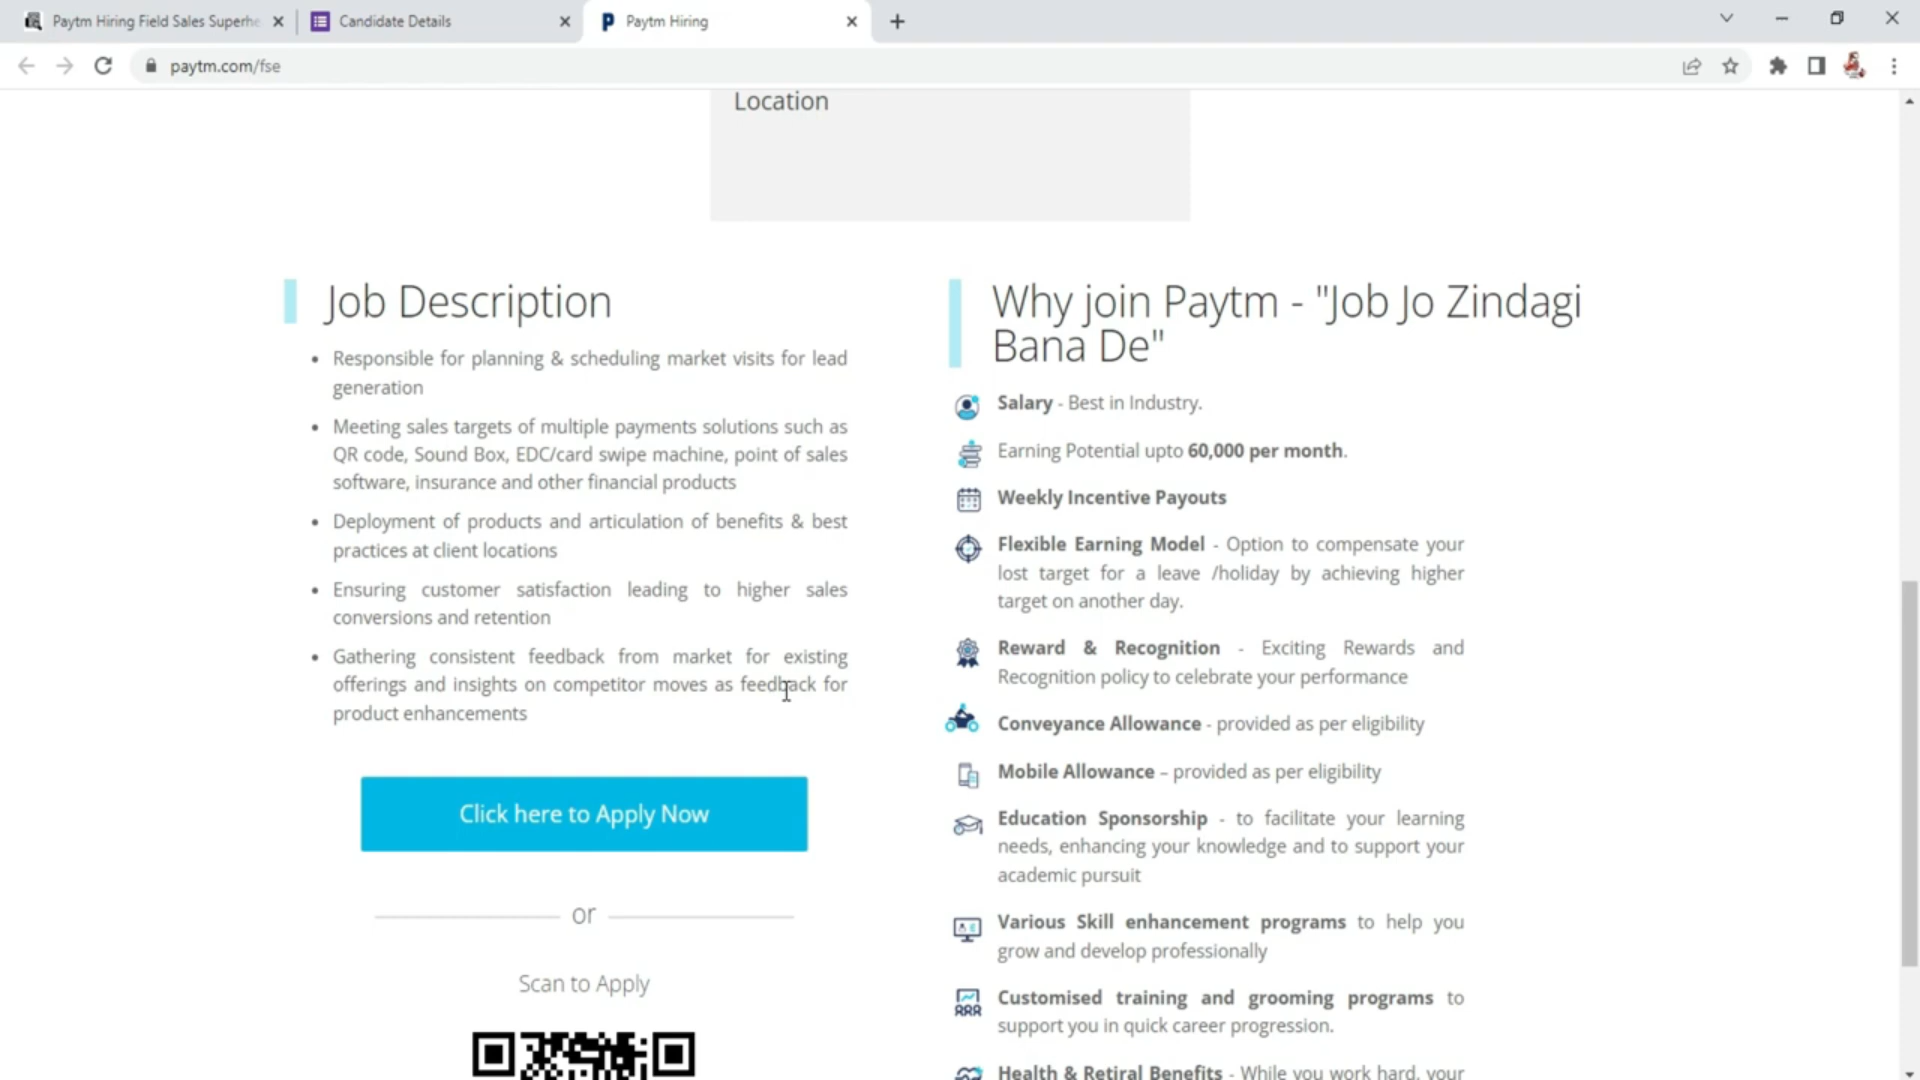 Paytm Hiring Field Sales Superhe
Candidate Details
Paytm Hiring
paytm.com/fse
Location
Job Description
Responsible for planning & scheduling market visits for lead
generation
Meeting sales targets of multiple payments solutions such as
QR code, Sound Box, EDC/card swipe machine, point of sales
software, insurance and other financial products
Deployment of products and articulation of benefits & best
practices at client locations
Ensuring customer satisfaction leading to higher sales
conversions and retention
Gathering consistent feedback from market for existing
offerings and insights on competitor moves as feedback for
product enhancements
Click here to Apply Now
or
Scan to Apply
Why join Paytm - "Job Jo Zindagi
Bana De"
Salary - Best in Industry.
Earning Potential upto 60,000 per month.
Weekly Incentive Payouts
Flexible Earning Model - Option to compensate your
lost target for a leave /holiday by achieving higher
target on another day.
Reward & Recognition - Exciting Rewards and
Recognition policy to celebrate your performance
Conveyance Allowance - provided as per eligibility
Mobile Allowance – provided as per eligibility
Education Sponsorship - to facilitate your learning
needs, enhancing your knowledge and to support your
academic pursuit
Various Skill enhancement programs to help you
grow and develop professionally
Customised training and grooming programs to
support you in quick career progression.
Health & Retiral Benefits - While you work hard, your